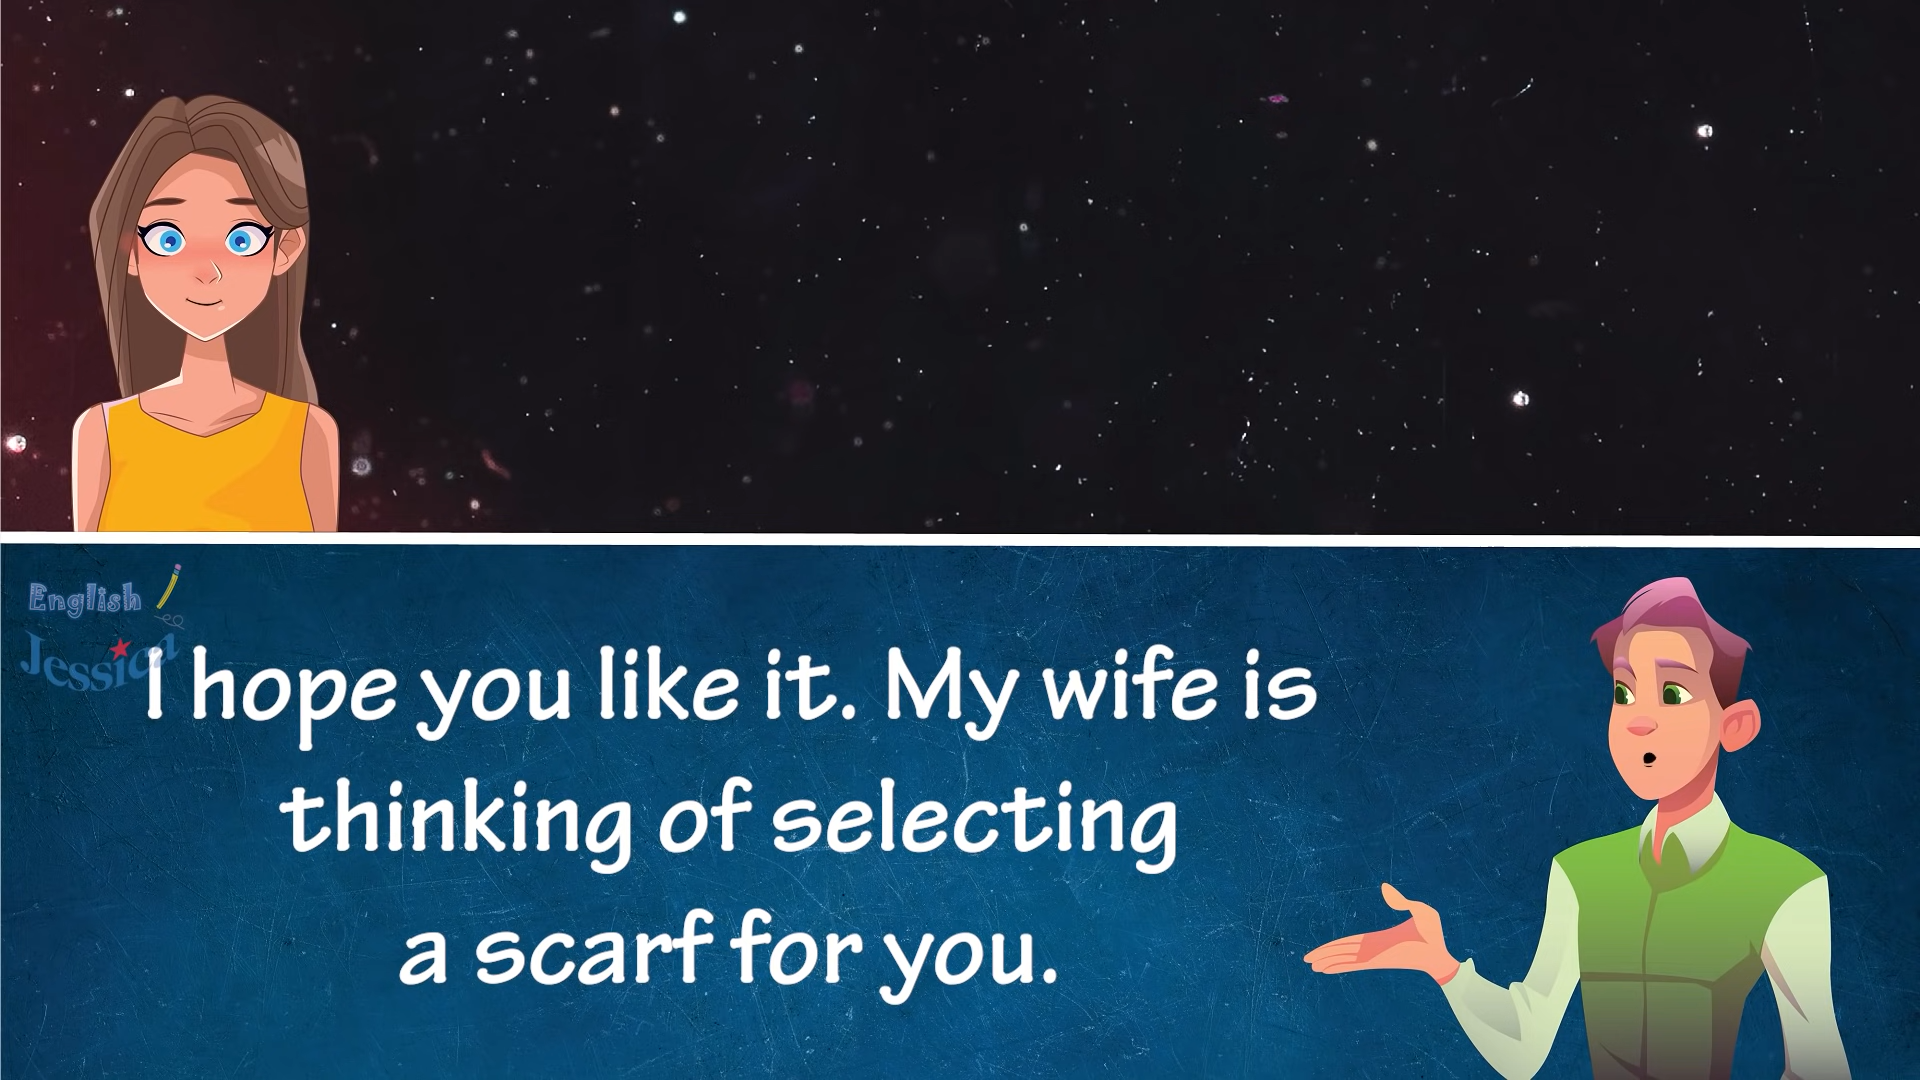 English
Jessica
I hope you like it. My wife is
thinking of selecting
a scarf for you.